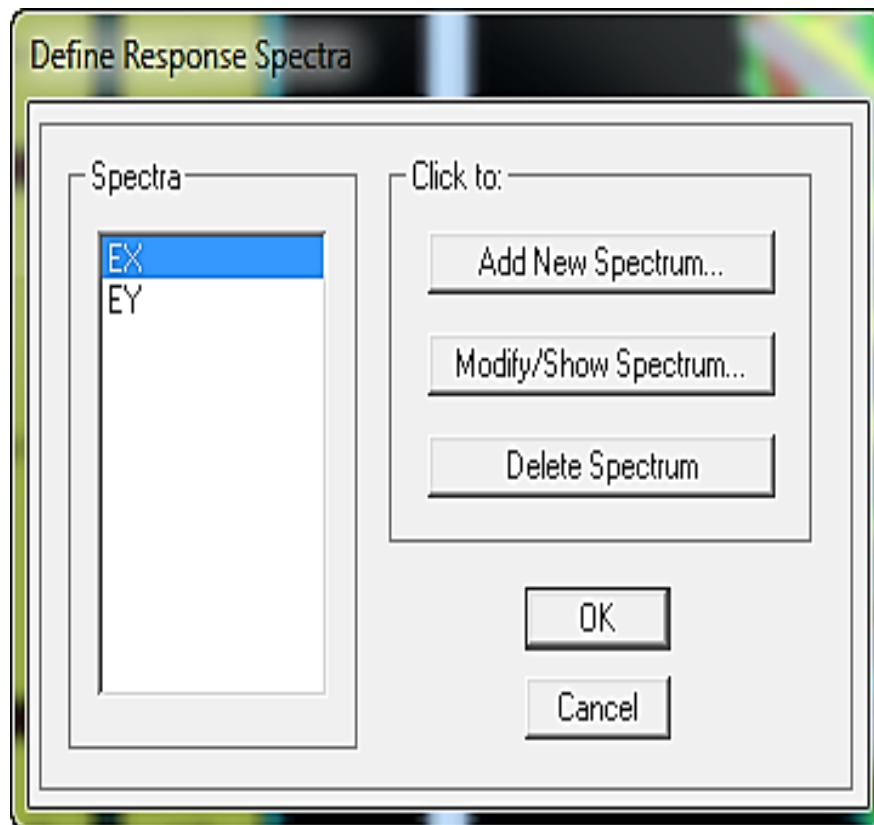 Define Response Spectra
Spectra
EX
EY
Click to:
Add New Spectrum...
Modify/Show Spectrum...
Delete Spectrum
OK
Cancel